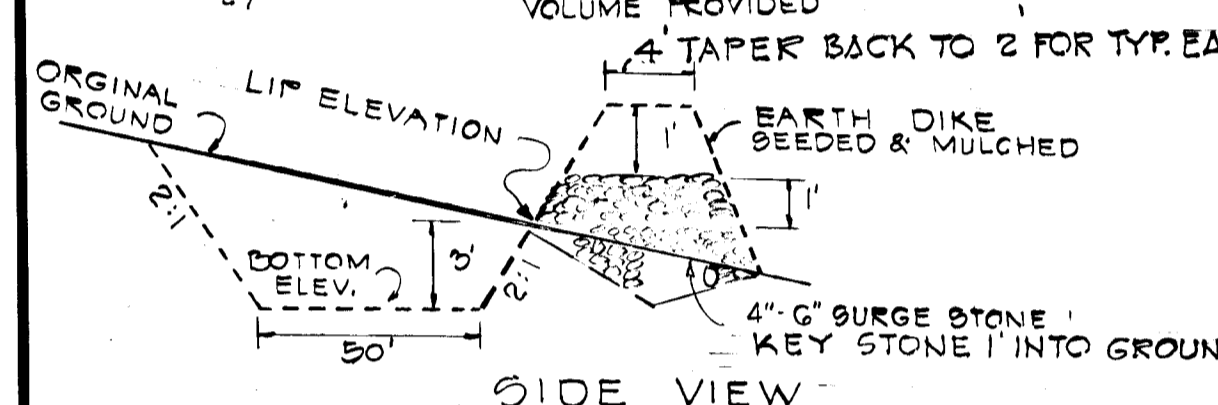 VOLUME PROVIDED
4' TAPER BACK TO 2 FOR TYP. EA
ORGINAL
GROUND
LIP ELEVATION
EARTH DIKE
SEEDED & MULCHED
1'
1'
2:1
BOTTOM
ELEV.
3'
2:1
50'
4"-6" SURGE STONE
KEY STONE 1' INTO GROUN
SIDE VIEW